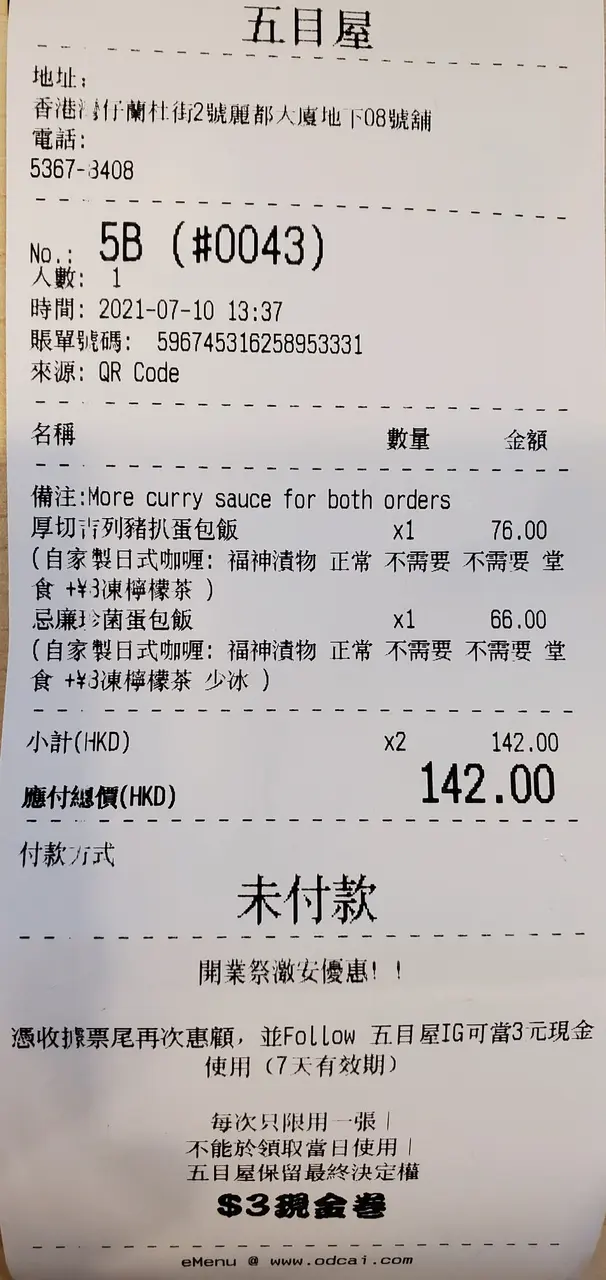 五目屋
地址:
香港灣仔蘭杜街2號麗都大廈地下08號舖
電話:
5367-8408
No.: 5B (#0043)
人數: 1
時間: 2021-07-10 13:37
賬單號碼: 596745316258953331
來源: QR Code
名稱 數量 金額
備注:More curry sauce for both orders
厚切吉列豬扒蛋包飯 x1 76.00
(自家製日式咖喱: 福神漬物 正常 不需要 不需要 堂
食 +¥3凍檸檬茶 )
忌廉珍菌蛋包飯 x1 66.00
(自家製日式咖喱: 福神漬物 正常 不需要 不需要 堂
食 +¥3凍檸檬茶 少冰 )
小計(HKD) x2 142.00
應付總價(HKD) 142.00
付款方式
未付款
開業祭激安優惠!!
憑收據票尾再次惠顧, 並Follow 五目屋IG可當3元現金
使用 (7天有效期)
每次只限用一張|
不能於領取當日使用|
五目屋保留最終決定權
$3現金卷
eMenu @ www.odcai.com